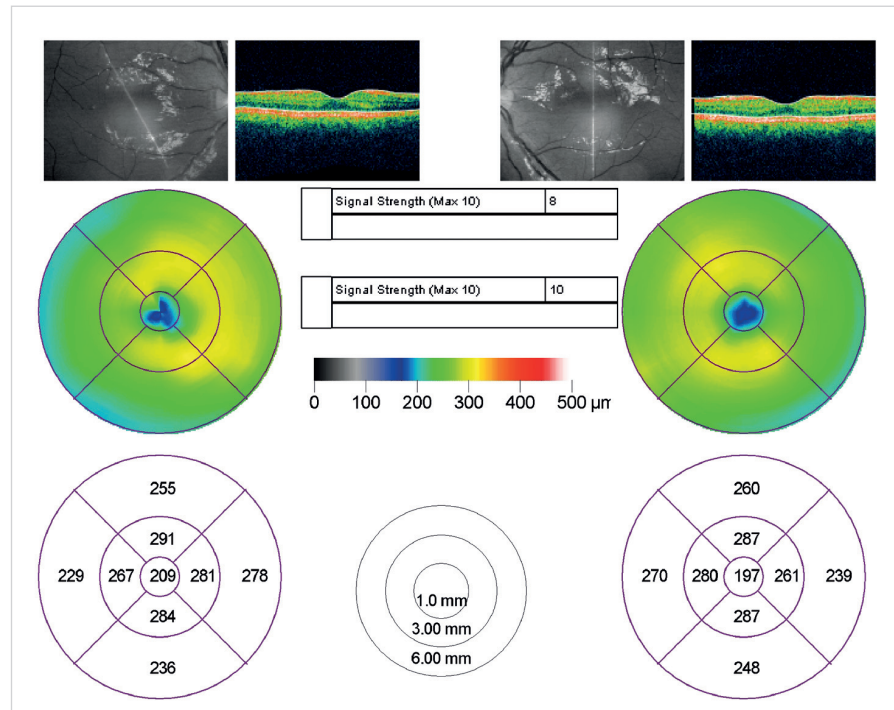 Signal Strength (Max 10) 8
Signal Strength (Max 10) 10
0 100 200 300 400 500 µm
255
291
229 267 209 281 278
284
236
1.0 mm
3.00 mm
6.00 mm
260
287
270 280 197 261 239
287
248